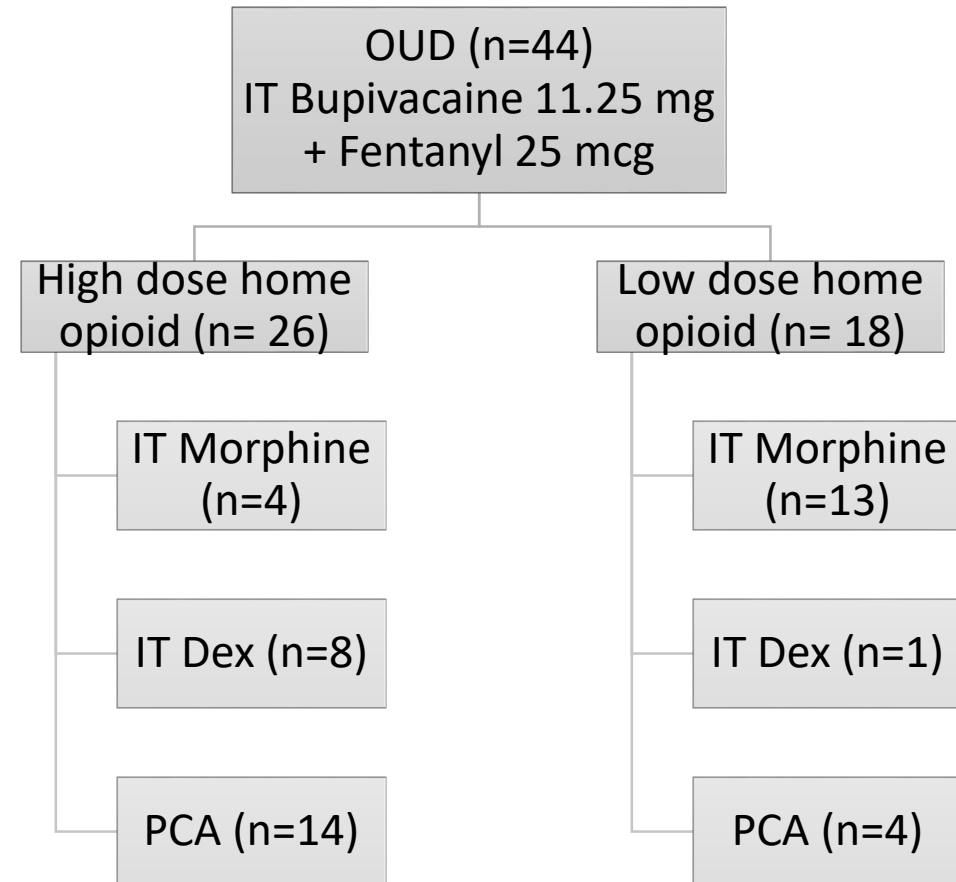 OUD (n=44)
IT Bupivacaine 11.25 mg
+ Fentanyl 25 mcg
High dose home
opioid (n= 26)
IT Morphine
(n=4)
IT Dex (n=8)
PCA (n=14)
Low dose home
opioid (n= 18)
IT Morphine
(n=13)
IT Dex (n=1)
PCA (n=4)